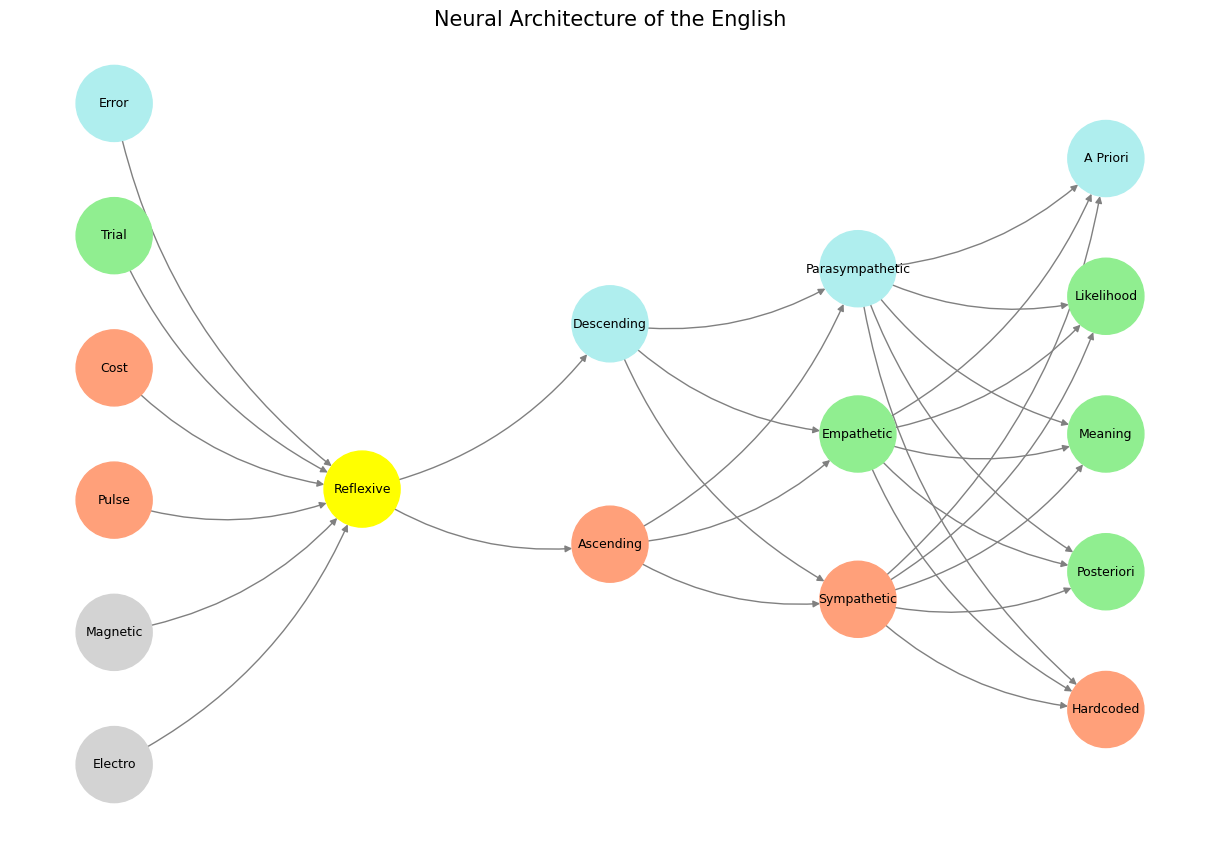 Neural Architecture of the English
Error
Trial
Cost
Pulse
Magnetic
Electro
Reflexive
Descending
Ascending
Parasympathetic
Empathetic
Sympathetic
A Priori
Likelihood
Meaning
Posteriori
Hardcoded